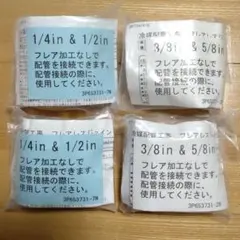 1/4in & 1/2in
フレア加工なしで
配管を接続できます。
配管接続の際に、
使用してください。
3P653731-7N
3/8in & 5/8in
フレア加工なしで
配管を接続できます。
配管接続の際に、
使用してください。
1/4in & 1/2in
フレア加工なしで
配管を接続できます。
配管接続の際に、
使用してください。
3P653731-7N
3/8in & 5/8in
フレア加工なしで
配管を接続できます。
配管接続の際に、
使用してください。